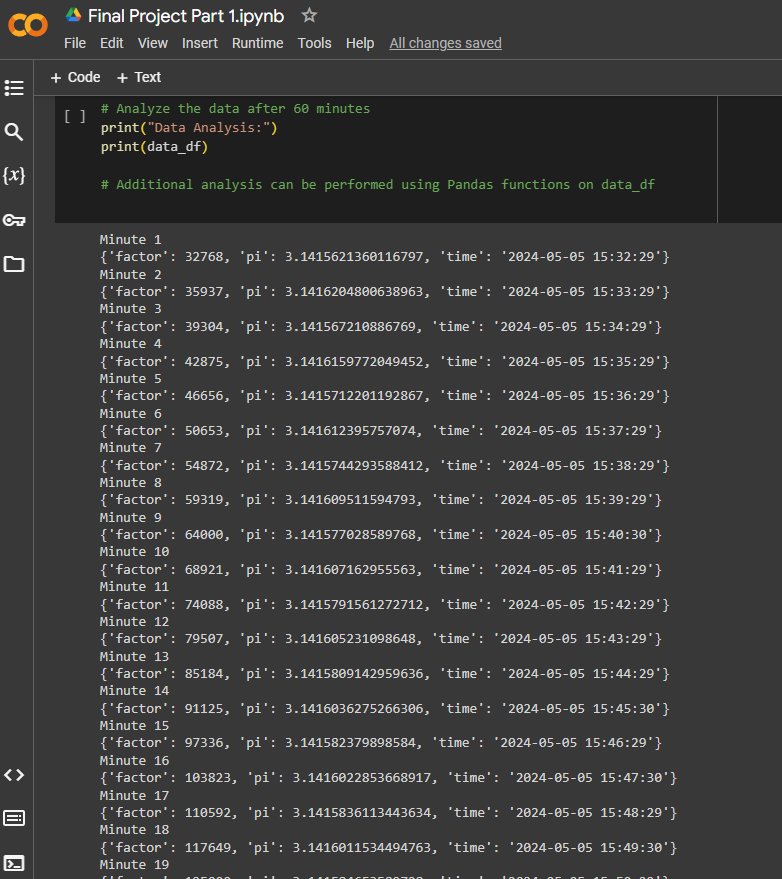 Final Project Part 1.ipynb
File Edit View Insert Runtime Tools Help All changes saved
+ Code + Text
[ ] # Analyze the data after 60 minutes
print("Data Analysis:")
print(data_df)
# Additional analysis can be performed using Pandas functions on data_df
{x}
Minute 1
{'factor': 32768, 'pi': 3.1415621360116797, 'time': '2024-05-05 15:32:29'}
Minute 2
{'factor': 35937, 'pi': 3.1416204800638963, 'time': '2024-05-05 15:33:29'}
Minute 3
{'factor': 39304, 'pi': 3.141567210886769, 'time': '2024-05-05 15:34:29'}
Minute 4
{'factor': 42875, 'pi': 3.1416159772049452, 'time': '2024-05-05 15:35:29'}
Minute 5
{'factor': 46656, 'pi': 3.1415712201192867, 'time': '2024-05-05 15:36:29'}
Minute 6
{'factor': 50653, 'pi': 3.141612395757074, 'time': '2024-05-05 15:37:29'}
Minute 7
{'factor': 54872, 'pi': 3.1415744293588412, 'time': '2024-05-05 15:38:29'}
Minute 8
{'factor': 59319, 'pi': 3.141609511594793, 'time': '2024-05-05 15:39:29'}
Minute 9
{'factor': 64000, 'pi': 3.141577028589768, 'time': '2024-05-05 15:40:30'}
Minute 10
{'factor': 68921, 'pi': 3.141607162955563, 'time': '2024-05-05 15:41:29'}
Minute 11
{'factor': 74088, 'pi': 3.1415791561272712, 'time': '2024-05-05 15:42:29'}
Minute 12
{'factor': 79507, 'pi': 3.141605231098648, 'time': '2024-05-05 15:43:29'}
Minute 13
{'factor': 85184, 'pi': 3.1415809142959636, 'time': '2024-05-05 15:44:29'}
Minute 14
{'factor': 91125, 'pi': 3.1416036275266306, 'time': '2024-05-05 15:45:30'}
Minute 15
{'factor': 97336, 'pi': 3.141582379898584, 'time': '2024-05-05 15:46:29'}
Minute 16
{'factor': 103823, 'pi': 3.1416022853668917, 'time': '2024-05-05 15:47:30'}
Minute 17
{'factor': 110592, 'pi': 3.1415836113443634, 'time': '2024-05-05 15:48:29'}
Minute 18
{'factor': 117649, 'pi': 3.1416011534494763, 'time': '2024-05-05 15:49:30'}
Minute 19